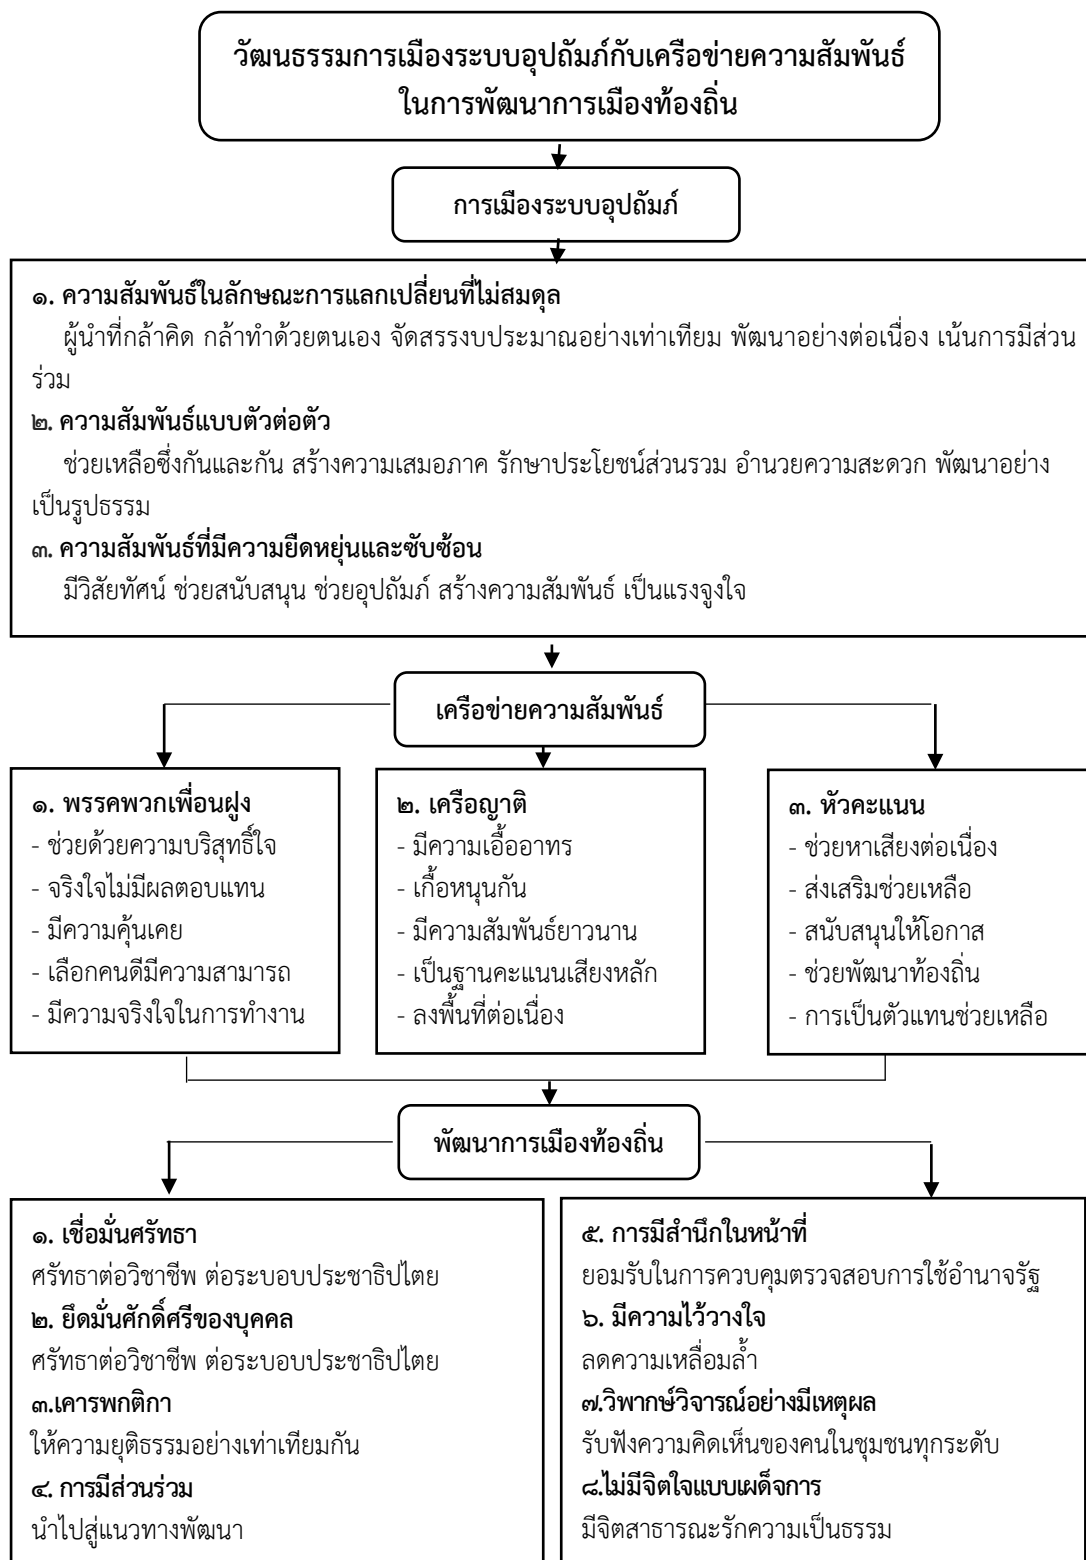 วัฒนธรรมการเมืองระบบอุปถัมภ์กับเครือข่ายความสัมพันธ์
ในการพัฒนาการเมืองท้องถิ่น
การเมืองระบบอุปถัมภ์
๑. ความสัมพันธ์ในลักษณะการแลกเปลี่ยนที่ไม่สมดุล
ผู้นำที่กล้าคิด กล้าทำด้วยตนเอง จัดสรรงบประมาณอย่างเท่าเทียม พัฒนาอย่างต่อเนื่อง เน้นการมีส่วน
ร่วม
๒. ความสัมพันธ์แบบตัวต่อตัว
ช่วยเหลือซึ่งกันและกัน สร้างความเสมอภาค รักษาประโยชน์ส่วนรวม อำนวยความสะดวก พัฒนาอย่าง
เป็นรูปธรรม
๓. ความสัมพันธ์ที่มีความยืดหยุ่นและซับซ้อน
มีวิสัยทัศน์ ช่วยสนับสนุน ช่วยอุปถัมภ์ สร้างความสัมพันธ์ เป็นแรงจูงใจ
เครือข่ายความสัมพันธ์
๑. พรรคพวกเพื่อนฝูง
- ช่วยด้วยความบริสุทธิ์ใจ
- จริงใจไม่มีผลตอบแทน
- มีความคุ้นเคย
- เลือกคนดีมีความสามารถ
- มีความจริงใจในการทำงาน
๒. เครือญาติ
- มีความเอื้ออาทร
- เกื้อหนุนกัน
- มีความสัมพันธ์ยาวนาน
- เป็นฐานคะแนนเสียงหลัก
- ลงพื้นที่ต่อเนื่อง
๓. หัวคะแนน
- ช่วยหาเสียงต่อเนื่อง
- ส่งเสริมช่วยเหลือ
- สนับสนุนให้โอกาส
- ช่วยพัฒนาท้องถิ่น
- การเป็นตัวแทนช่วยเหลือ
พัฒนาการเมืองท้องถิ่น
๑. เชื่อมั่นศรัทธา
ศรัทธาต่อวิชาชีพ ต่อระบอบประชาธิปไตย
๒. ยึดมั่นศักดิ์ศรีของบุคคล
ศรัทธาต่อวิชาชีพ ต่อระบอบประชาธิปไตย
๓.เคารพกติกา
ให้ความยุติธรรมอย่างเท่าเทียมกัน
๔. การมีส่วนร่วม
นำไปสู่แนวทางพัฒนา
๕. การมีสำนึกในหน้าที่
ยอมรับในการควบคุมตรวจสอบการใช้อำนาจรัฐ
๖. มีความไว้วางใจ
ลดความเหลื่อมล้ำ
๗.วิพากษ์วิจารณ์อย่างมีเหตุผล
รับฟังความคิดเห็นของคนในชุมชนทุกระดับ
๘.ไม่มีจิตใจแบบเผด็จการ
มีจิตสาธารณะรักความเป็นธรรม